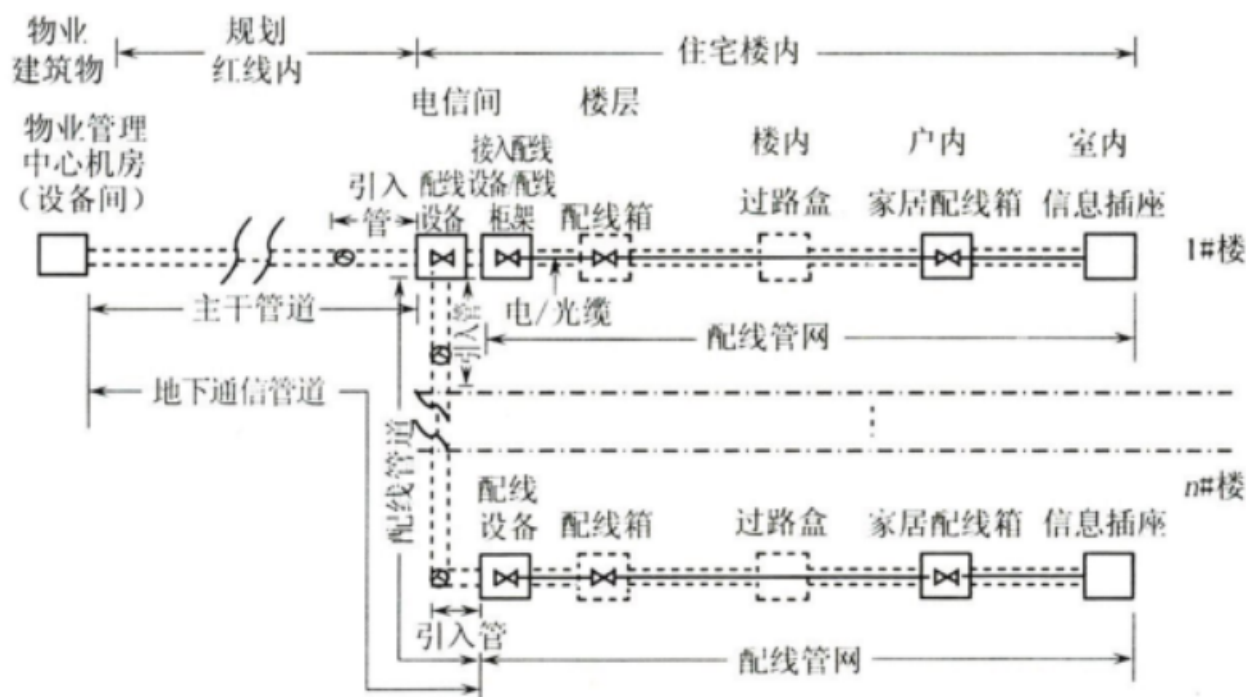 物业
建筑物
规划
红线内
住宅楼内
物业管理
中心机房
(设备间)
电信间
楼层
楼内
户内
室内
引入
管
配线
设备
接入配线
设备/配线
柜架
配线箱
过路盒
家居配线箱
信息插座
1#楼
主干管道
引入管
电/光缆
配线管网
地下通信管道
配线管道
n#楼
配线
设备
配线箱
过路盒
家居配线箱
信息插座
引入管
配线管网